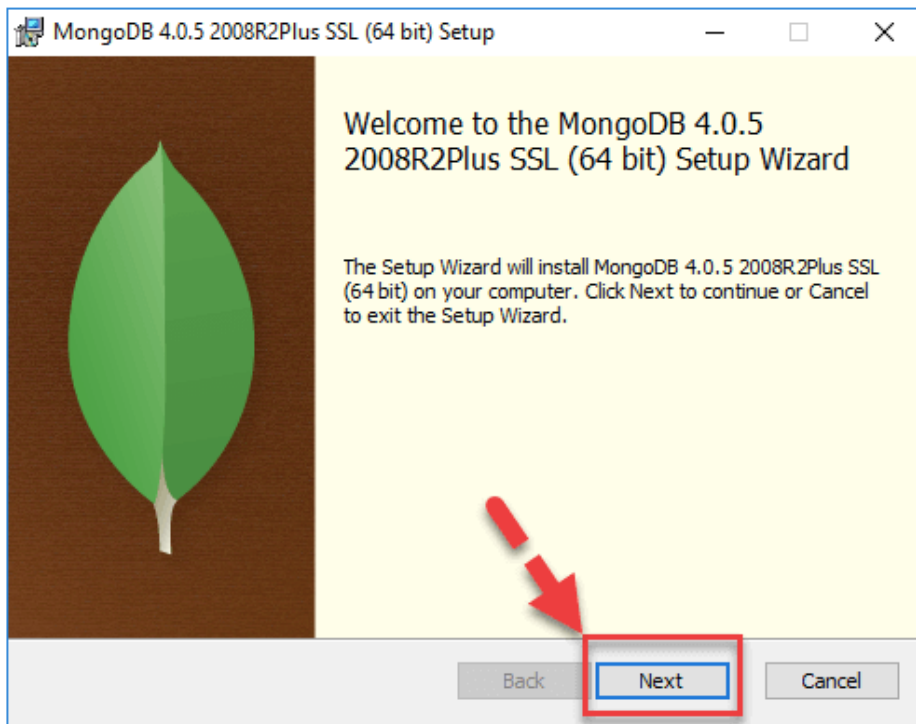 MongoDB 4.0.5 2008R2Plus SSL (64 bit) Setup
Welcome to the MongoDB 4.0.5
2008R2Plus SSL (64 bit) Setup Wizard
The Setup Wizard will install MongoDB 4.0.5 2008R2Plus SSL
(64 bit) on your computer. Click Next to continue or Cancel
to exit the Setup Wizard.
Back Next Cancel